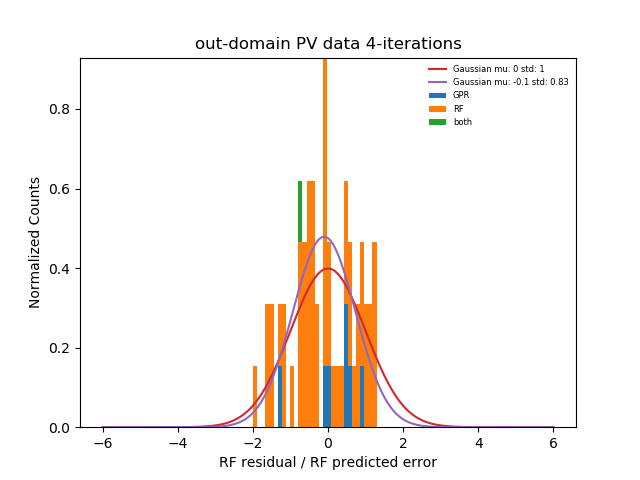 out-domain PV data 4-iterations
Gaussian mu: 0 std: 1
Gaussian mu: -0.1 std: 0.83
GPR
RF
both
Normalized Counts
0.8
0.6
0.4
0.2
0.0
−6
−4
−2
0
2
4
6
RF residual / RF predicted error